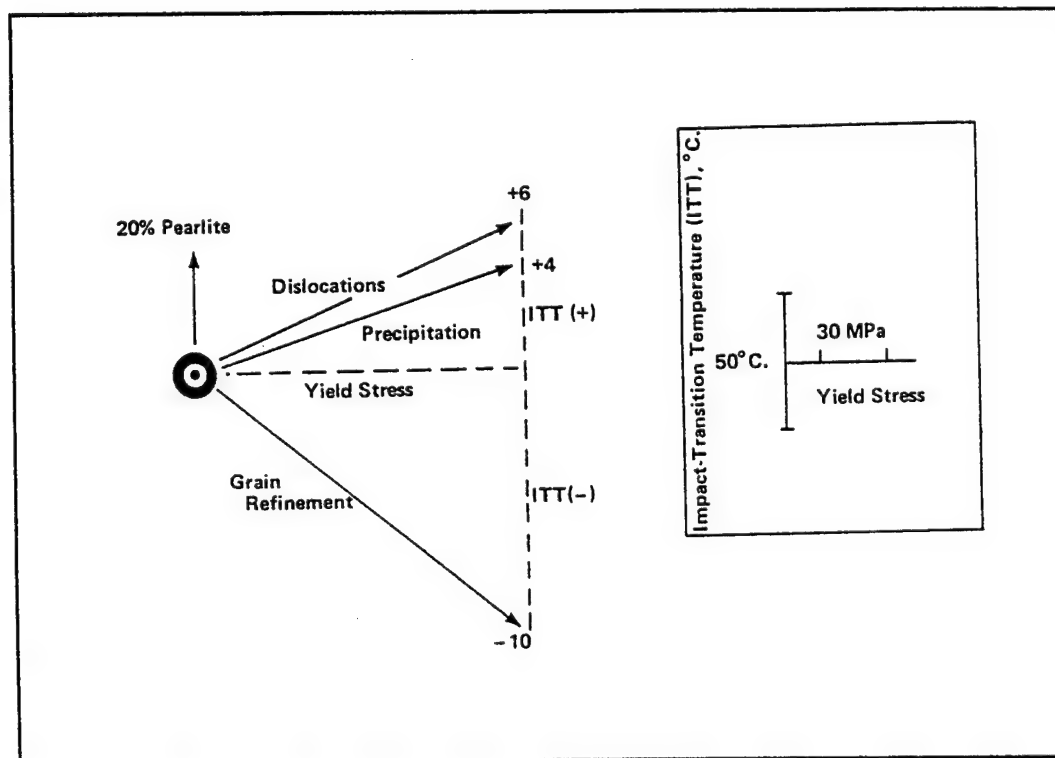 +6
20% Pearlite
+4
Dislocations
ITT (+)
Precipitation
Yield Stress
Grain
Refinement
ITT(–)
– 10
Impact-Transition Temperature (ITT), °C.
30 MPa
50°C.
Yield Stress